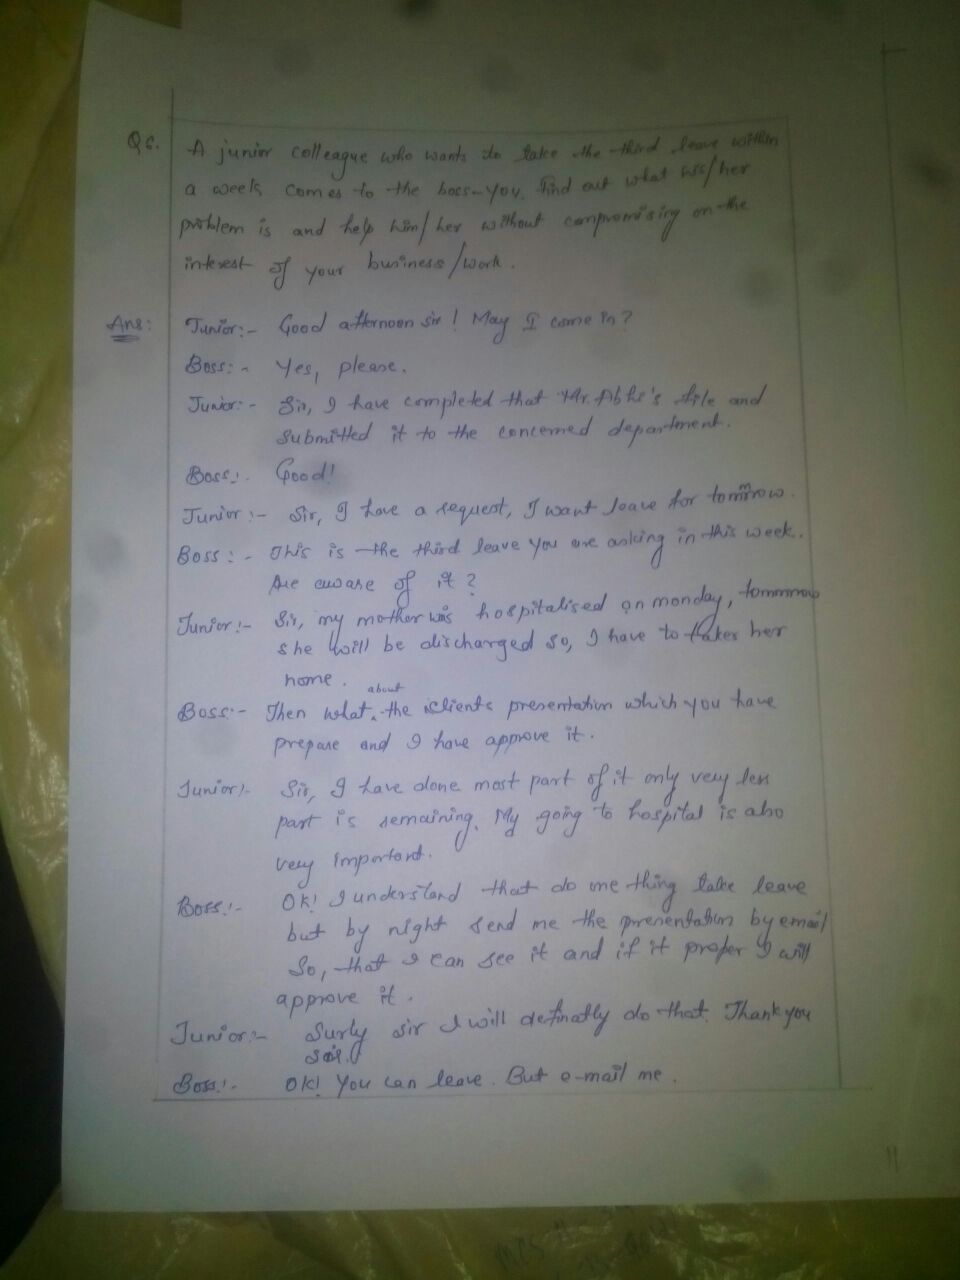 Q6. A junior colleague who wants to take the third leave within
a week comes to the boss-you. Find out what his/her
problem is and help him/her without compromising on the
interest of your business/work.
Ans: Junior:- Good afternoon sir! May I come in?
Boss:- Yes, please.
Junior:- Sir, I have completed that Mr. file and
submitted it to the concerned department.
Boss:- Good!
Junior:- Sir, I have a request, I want leave for tommrow.
Boss:- This is the third leave you are asking in this week.
Are aware of it?
Junior:- Sir, my mother was hospitalised on monday, tommrow
she will be discharged so, I have to taker her
home.
Boss:- Then what about the clients presentation which you have
prepare and I have approve it.
Junior:- Sir, I have done most part of it only very less
part is remaining. My going to hospital is also
very important.
Boss:- OK! I understand that do one thing take leave
but by night send me the presentation by email
So, that I can see it and if it proper I will
approve it.
Junior:- Surly sir I will definatly do that. Thank you
sir.
Boss:- OK! You can leave. But e-mail me.
11